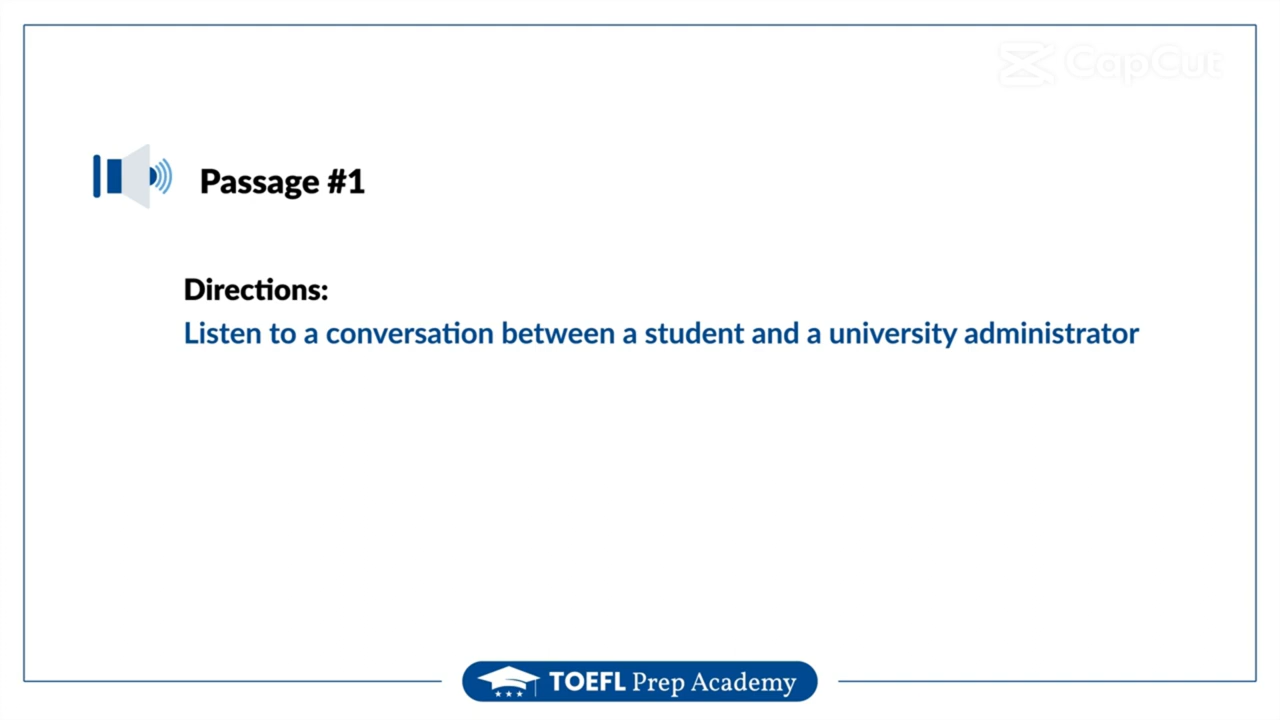 CapCut
Passage #1
Directions:
Listen to a conversation between a student and a university administrator
TOEFL Prep Academy